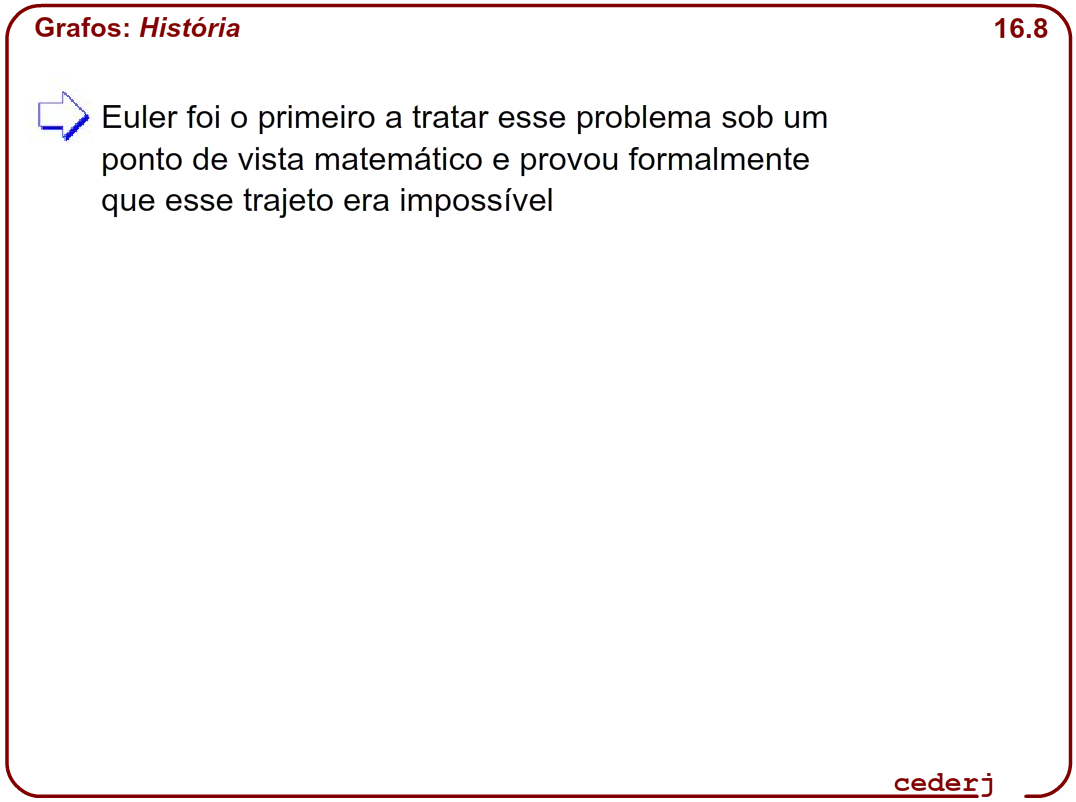 Grafos: História 16.8
Euler foi o primeiro a tratar esse problema sob um
ponto de vista matemático e provou formalmente
que esse trajeto era impossível
cederj